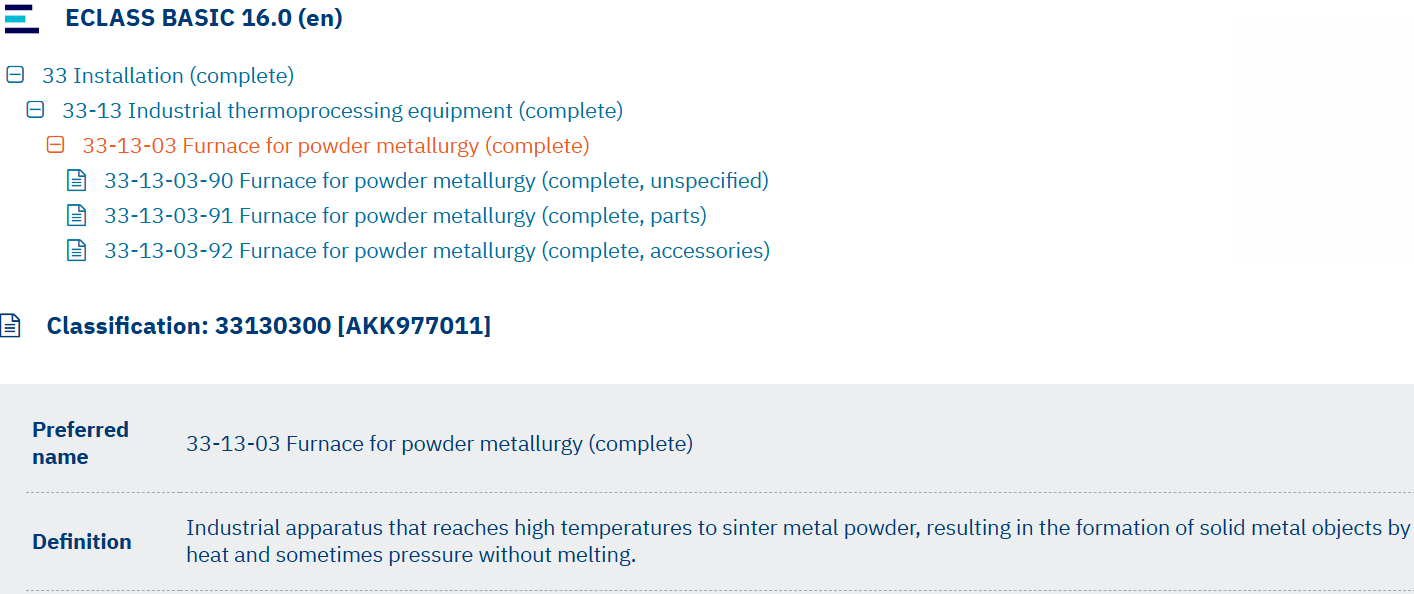 ECLASS BASIC 16.0 (en)
33 Installation (complete)
33-13 Industrial thermoprocessing equipment (complete)
33-13-03 Furnace for powder metallurgy (complete)
33-13-03-90 Furnace for powder metallurgy (complete, unspecified)
33-13-03-91 Furnace for powder metallurgy (complete, parts)
33-13-03-92 Furnace for powder metallurgy (complete, accessories)
Classification: 33130300 [AKK977011]
Preferred name
33-13-03 Furnace for powder metallurgy (complete)
Definition
Industrial apparatus that reaches high temperatures to sinter metal powder, resulting in the formation of solid metal objects by
heat and sometimes pressure without melting.